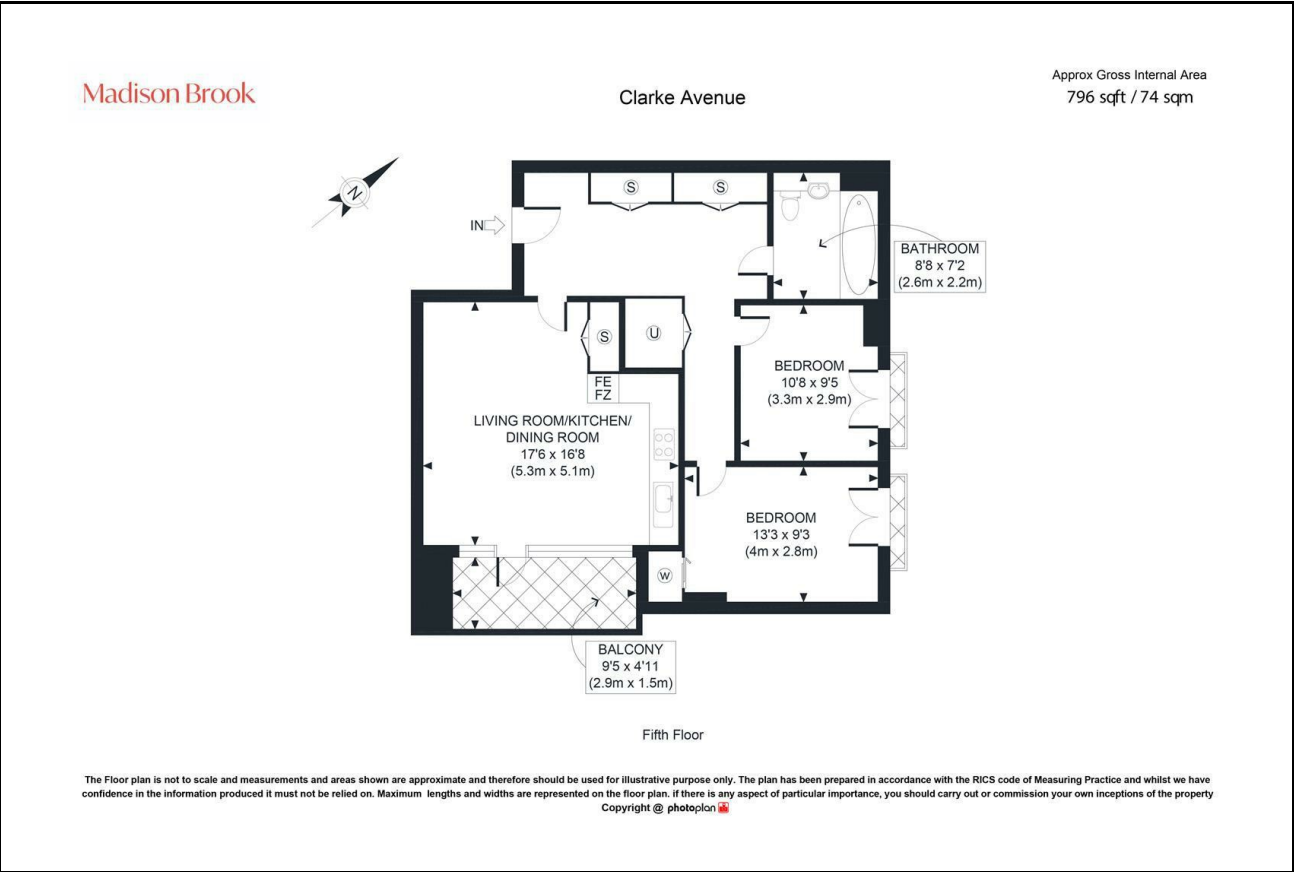 Madison Brook
Clarke Avenue
Approx Gross Internal Area
796 sqft / 74 sqm
N
IN
S
S
BATHROOM
8'8 x 7'2
(2.6m x 2.2m)
S
U
FE
FZ
BEDROOM
10'8 x 9'5
(3.3m x 2.9m)
LIVING ROOM/KITCHEN/
DINING ROOM
17'6 x 16'8
(5.3m x 5.1m)
BEDROOM
13'3 x 9'3
(4m x 2.8m)
W
BALCONY
9'5 x 4'11
(2.9m x 1.5m)
Fifth Floor
The Floor plan is not to scale and measurements and areas shown are approximate and therefore should be used for illustrative purpose only. The plan has been prepared in accordance with the RICS code of Measuring Practice and whilst we have
confidence in the information produced it must not be relied on. Maximum lengths and widths are represented on the floor plan. if there is any aspect of particular importance, you should carry out or commission your own inceptions of the property
Copyright @ photoplan